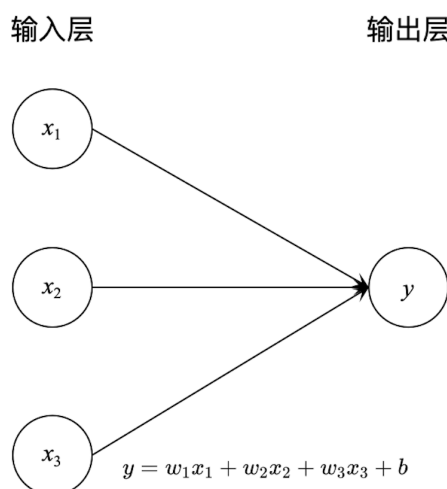 输入层 输出层
x₁
x₂
y
x₃
y = w₁x₁ + w₂x₂ + w₃x₃ + b